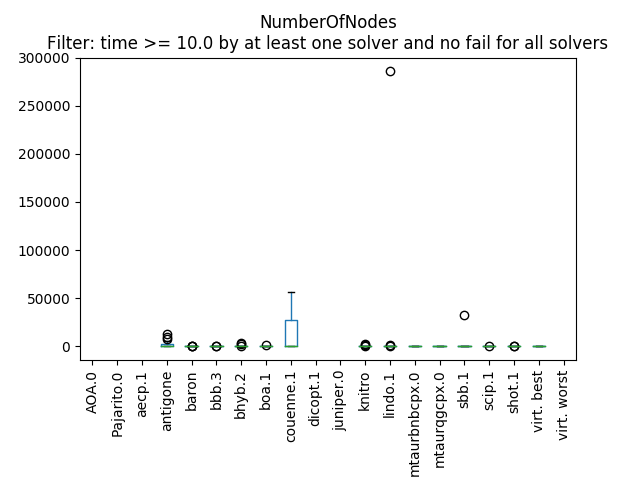 NumberOfNodes
Filter: time >= 10.0 by at least one solver and no fail for all solvers
300000
250000
200000
150000
100000
50000
0
AOA.0
Pajarito.0
aecp.1
antigone
baron
bbb.3
bhyb.2
boa.1
couenne.1
dicopt.1
juniper.0
knitro
lindo.1
mtaurbnbcpx.0
mtaurqgcpx.0
sbb.1
scip.1
shot.1
virt. best
virt. worst